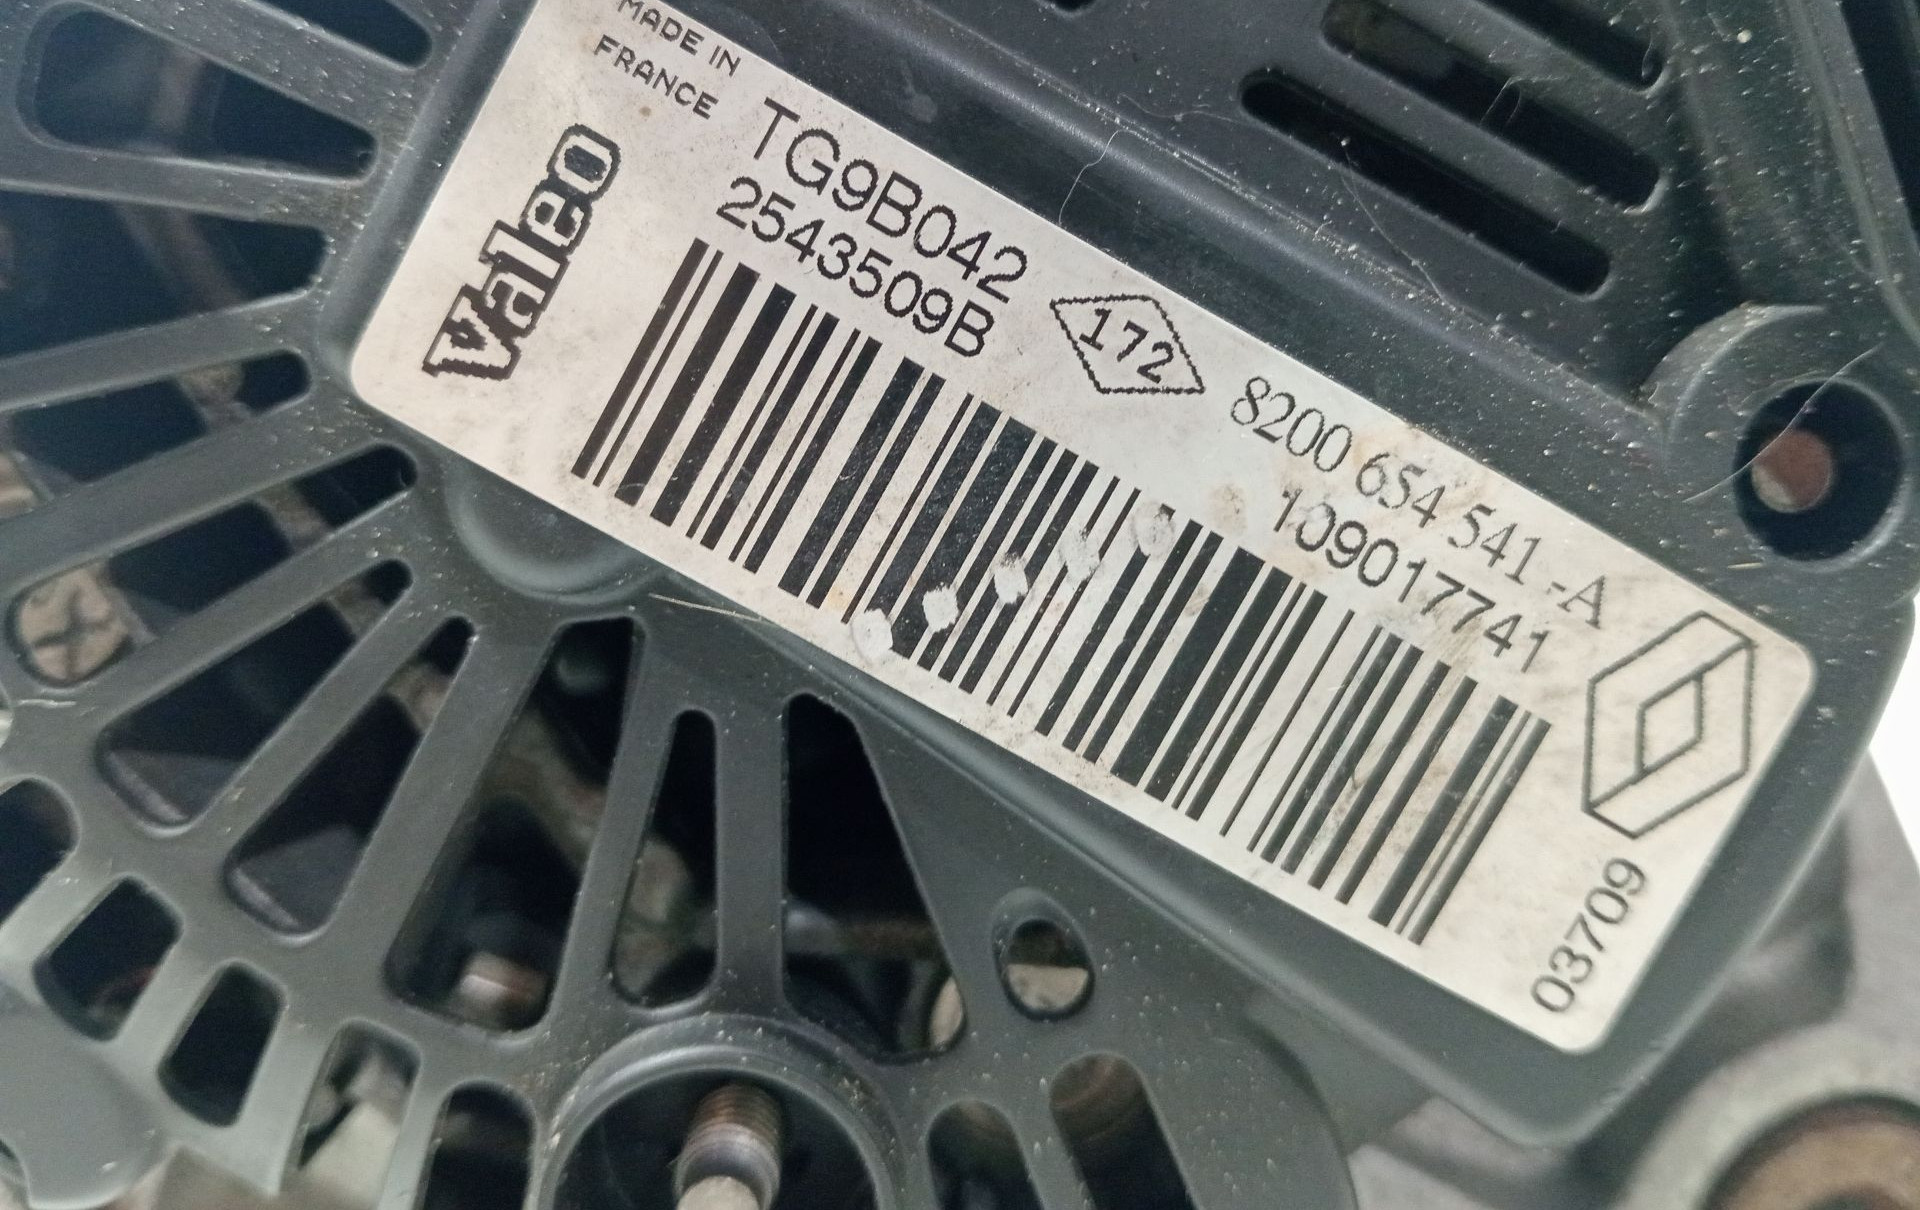 MADE IN
FRANCE
Valeo
TG9B042
2543509B
172
8200 654 541 -A
109017741
03709